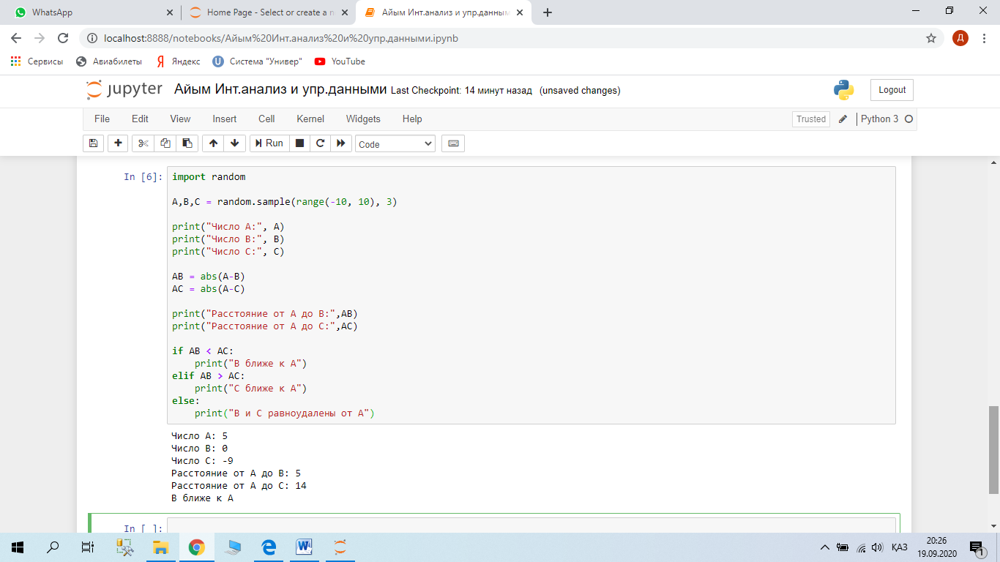 WhatsApp
Home Page - Select or create a n
Айым Инт.анализ и упр.данным
localhost:8888/notebooks/Айым%20Инт.анализ%20и%20упр.данными.ipynb
Д
Сервисы Авиабилеты Яндекс Система "Универ" YouTube
jupyter Айым Инт.анализ и упр.данными Last Checkpoint: 14 минут назад (unsaved changes) Logout
File Edit View Insert Cell Kernel Widgets Help Trusted Python 3
Run Code
In [6]: import random
A,B,C = random.sample(range(-10, 10), 3)
print("Число A:", A)
print("Число B:", B)
print("Число C:", C)
AB = abs(A-B)
AC = abs(A-C)
print("Расстояние от A до B:",AB)
print("Расстояние от A до C:",AC)
if AB < AC:
    print("B ближе к A")
elif AB > AC:
    print("C ближе к A")
else:
    print("B и C равноудалены от A")
Число A: 5
Число B: 0
Число C: -9
Расстояние от A до B: 5
Расстояние от A до C: 14
B ближе к A
In [ ]:
ҚАЗ
20:26
19.09.2020
1